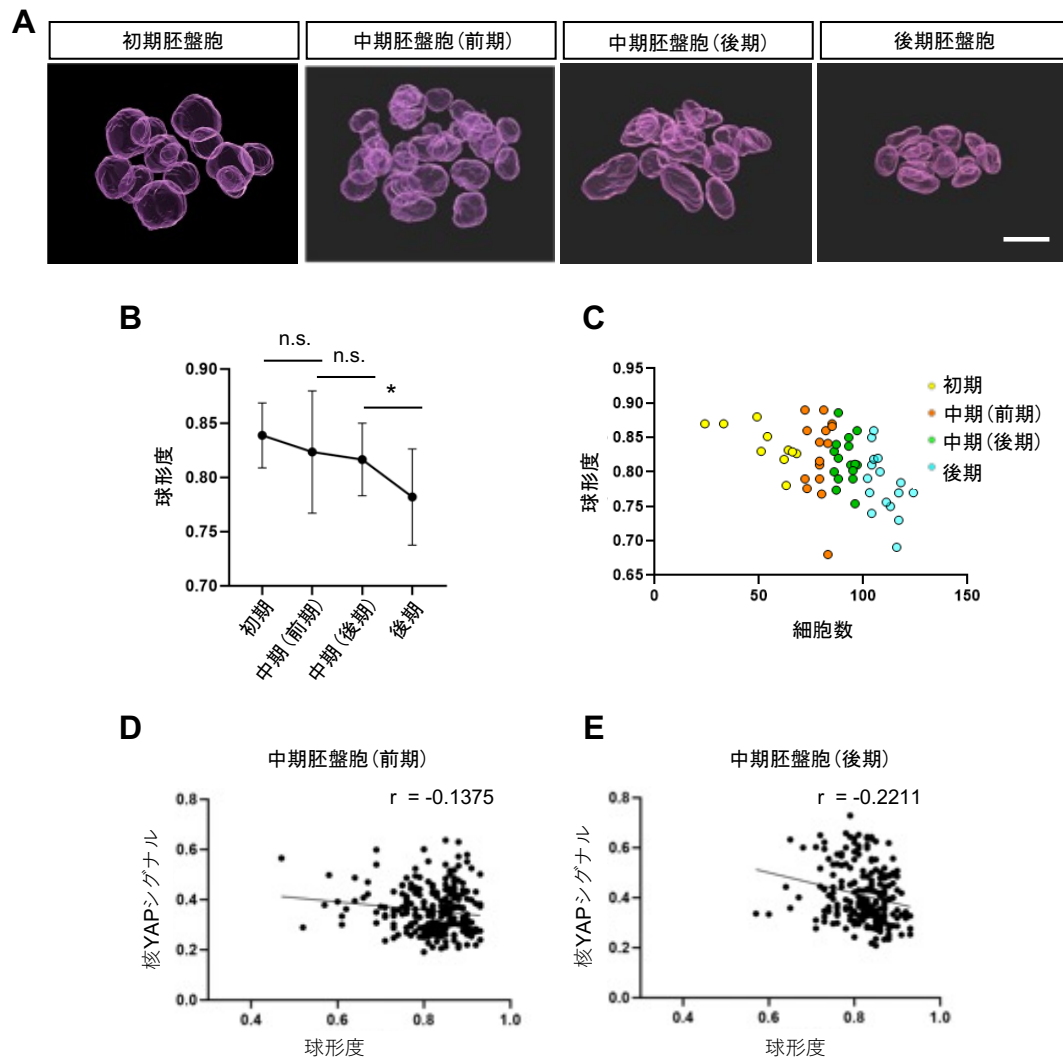 A
初期胚盤胞
中期胚盤胞(前期)
中期胚盤胞(後期)
後期胚盤胞
B
n.s.
n.s.
*
0.90
0.85
0.80
0.75
0.70
球形度
初期
中期(前期)
中期(後期)
後期
C
0.95
0.90
0.85
0.80
0.75
0.70
0.65
球形度
0 50 100 150
細胞数
初期
中期(前期)
中期(後期)
後期
D
中期胚盤胞(前期)
r = -0.1375
0.8
0.6
0.4
0.2
0.0
核YAPシグナル
0.4 0.6 0.8 1.0
球形度
E
中期胚盤胞(後期)
r = -0.2211
0.8
0.6
0.4
0.2
0.0
核YAPシグナル
0.4 0.6 0.8 1.0
球形度